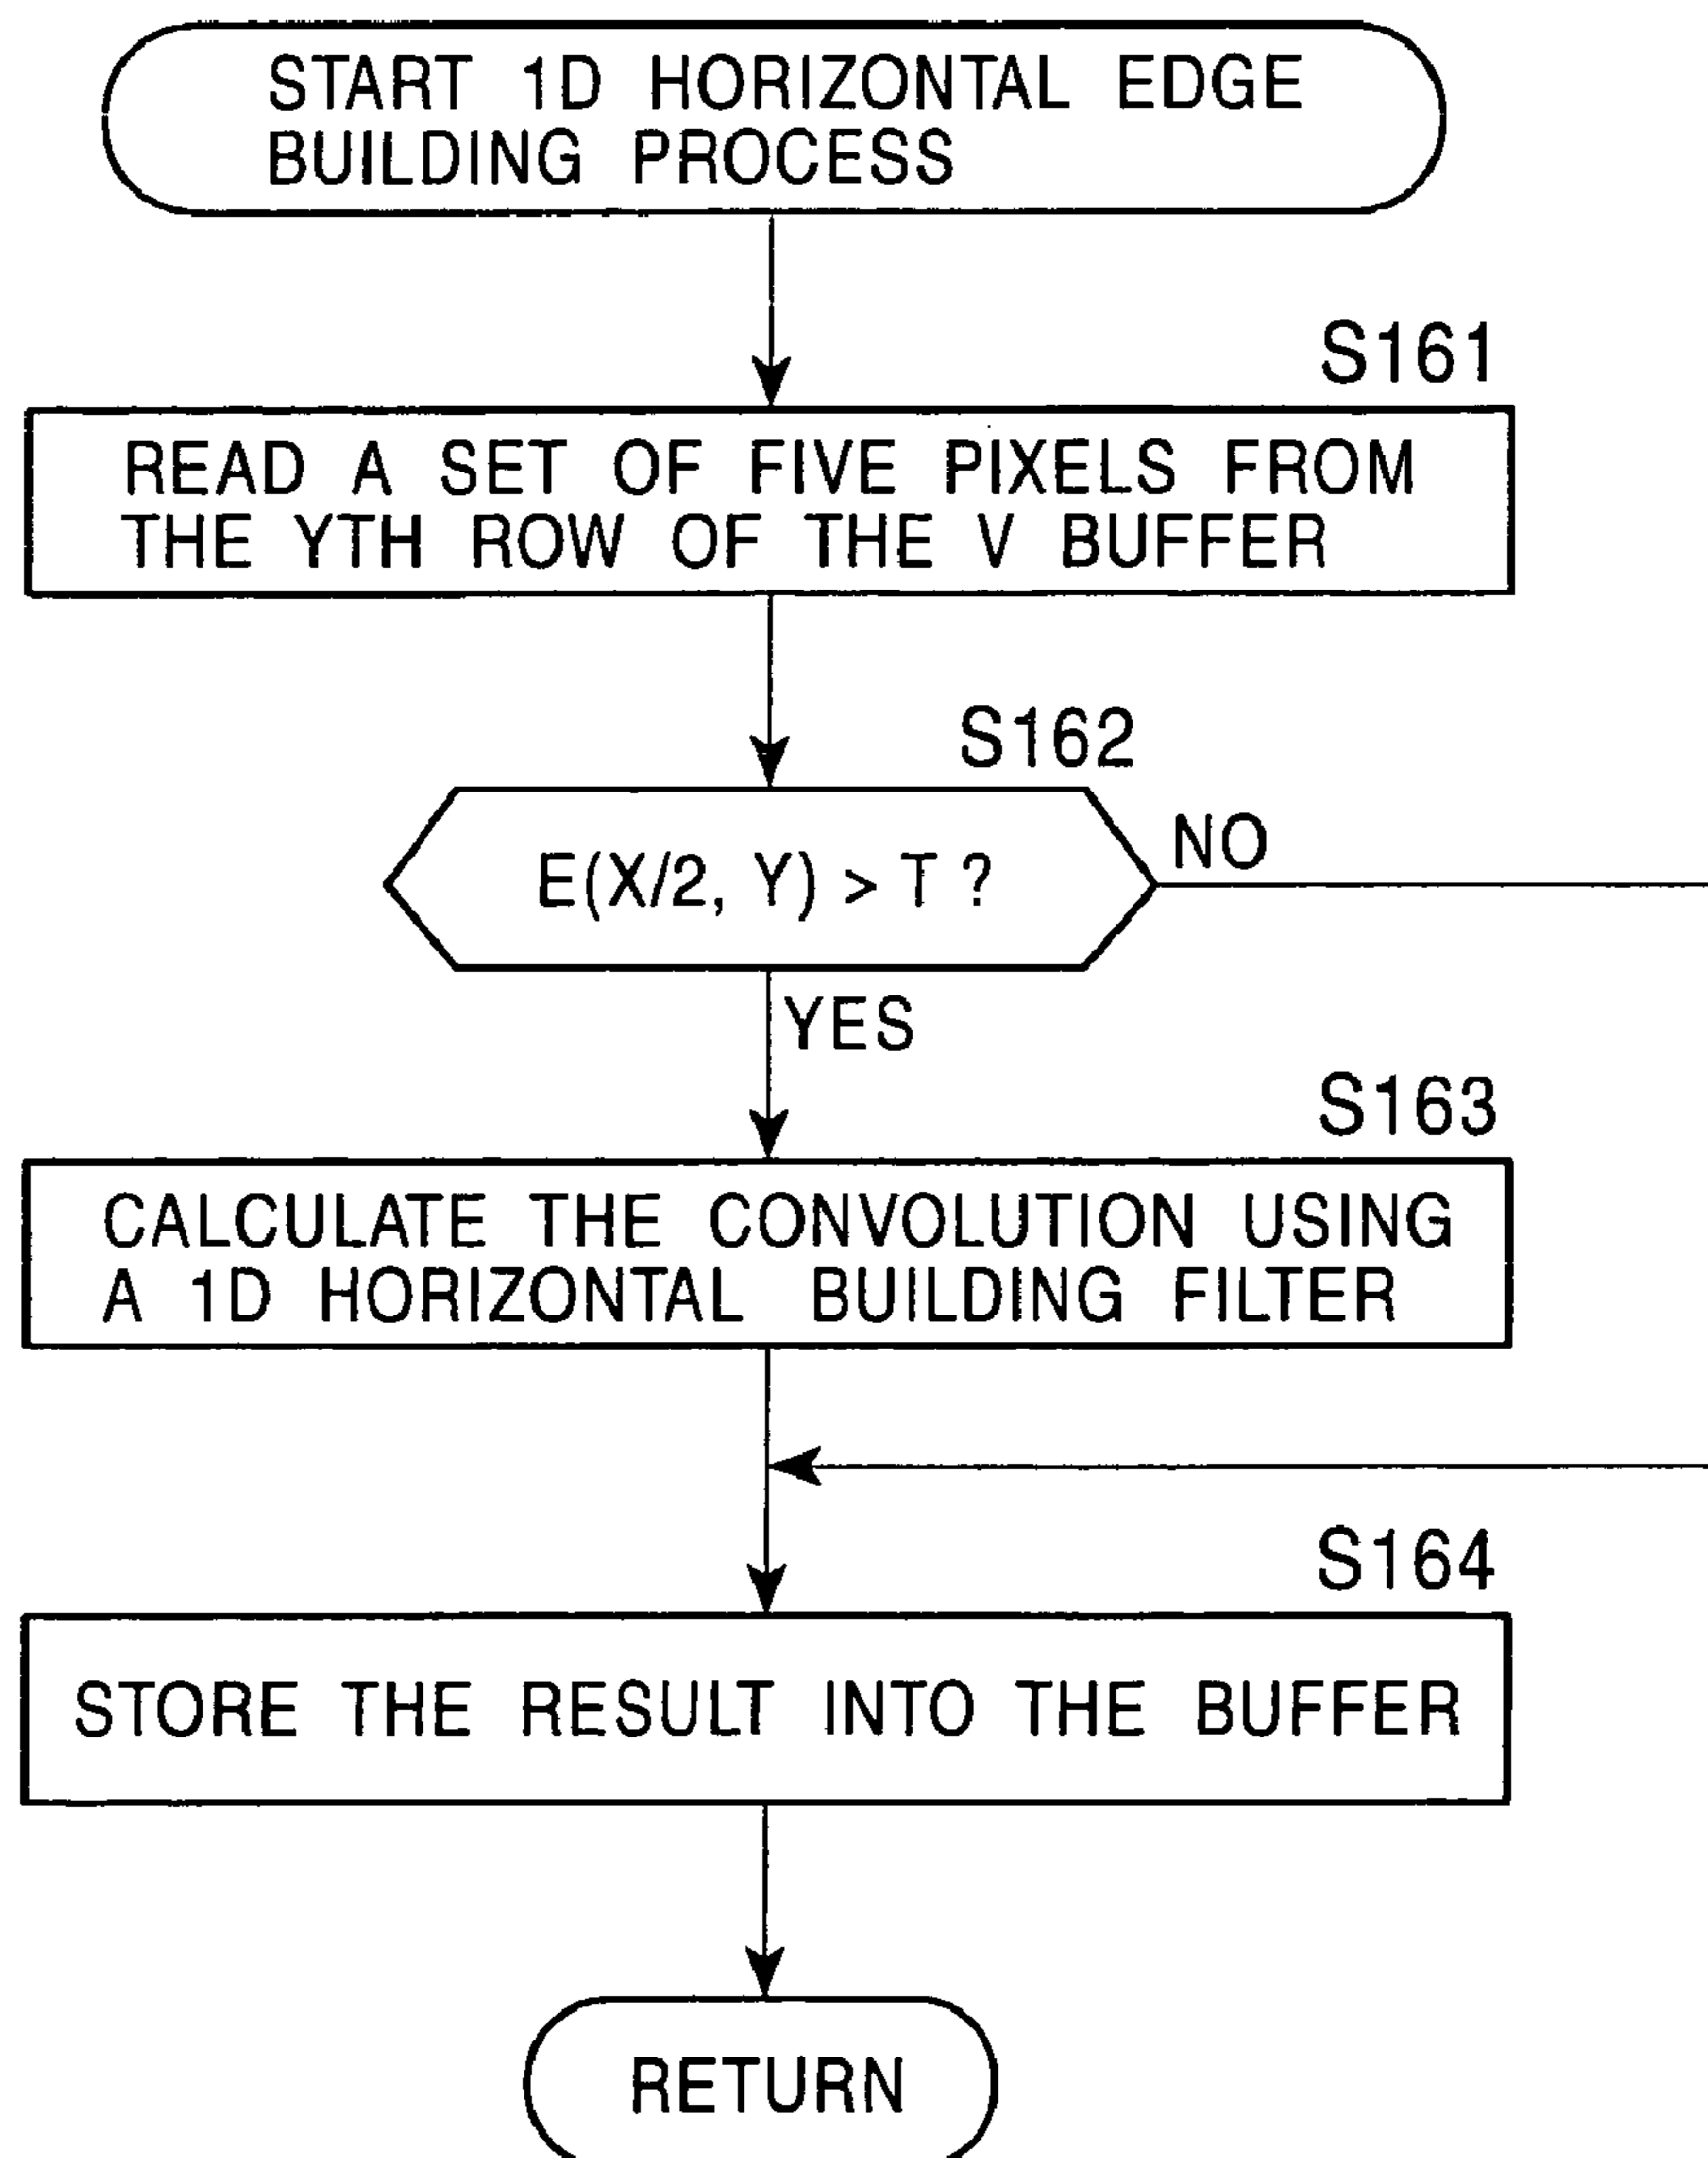 START 1D HORIZONTAL EDGE
BUILDING PROCESS
S161
READ A SET OF FIVE PIXELS FROM
THE YTH ROW OF THE V BUFFER
S162
E(X/2, Y) > T ?
NO
YES
S163
CALCULATE THE CONVOLUTION USING
A 1D HORIZONTAL BUILDING FILTER
S164
STORE THE RESULT INTO THE BUFFER
RETURN